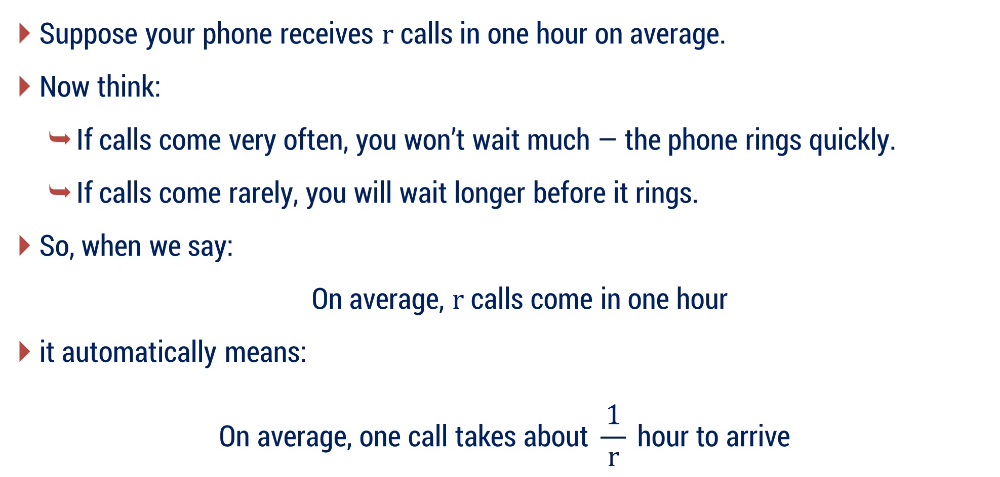 Suppose your phone receives r calls in one hour on average.
Now think:
If calls come very often, you won’t wait much – the phone rings quickly.
If calls come rarely, you will wait longer before it rings.
So, when we say:
On average, r calls come in one hour
it automatically means:
On average, one call takes about 1/r hour to arrive